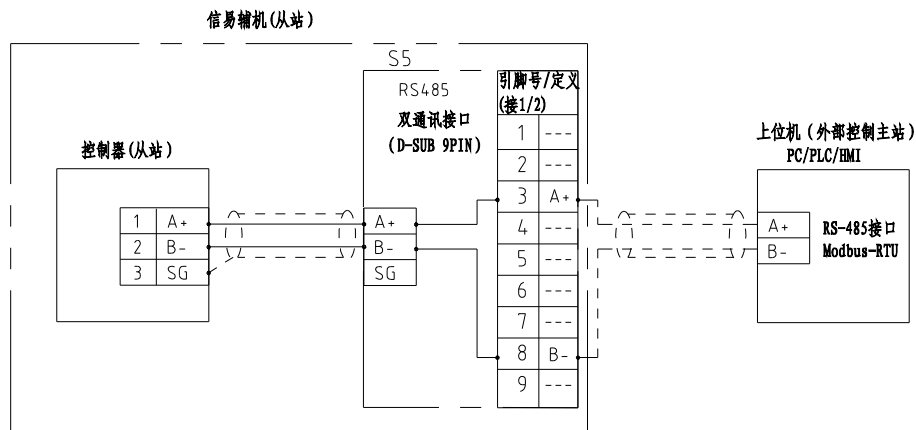 信易辅机(从站)
S5
RS485
双通讯接口
(D-SUB 9PIN)
引脚号/定义
(接1/2)
1 ---
2 ---
3 A+
4 ---
5 ---
6 ---
7 ---
8 B-
9 ---
控制器(从站)
1 A+
2 B-
3 SG
A+
B-
SG
上位机（外部控制主站）
PC/PLC/HMI
A+
B-
RS-485接口
Modbus-RTU